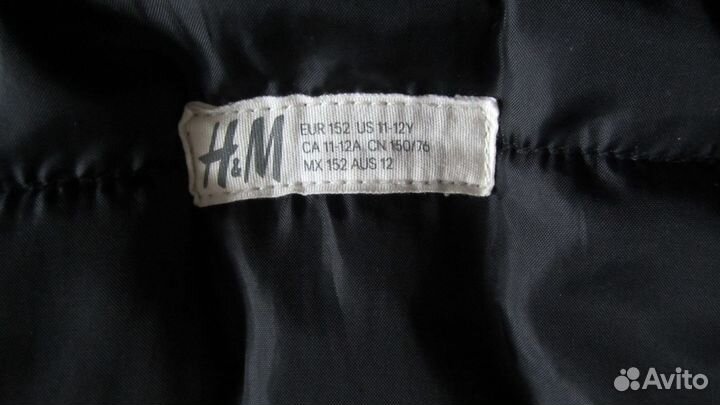 H&M
EUR 152 US 11-12Y
CA 11-12A CN 150/76
MX 152 AUS 12
Avito